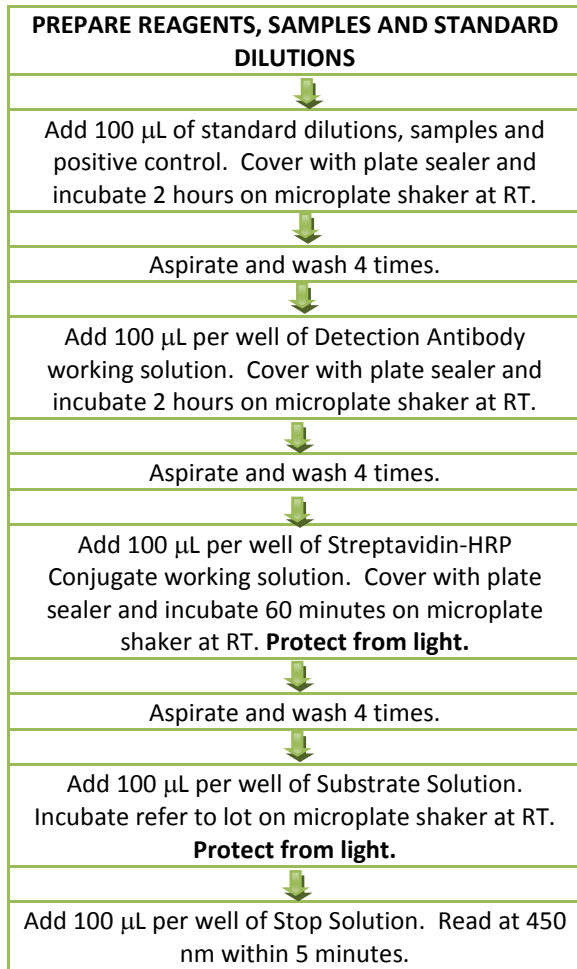 PREPARE REAGENTS, SAMPLES AND STANDARD
DILUTIONS
Add 100 μL of standard dilutions, samples and
positive control.  Cover with plate sealer and
incubate 2 hours on microplate shaker at RT.
Aspirate and wash 4 times.
Add 100 μL per well of Detection Antibody
working solution.  Cover with plate sealer and
incubate 2 hours on microplate shaker at RT.
Aspirate and wash 4 times.
Add 100 μL per well of Streptavidin-HRP
Conjugate working solution.  Cover with plate
sealer and incubate 60 minutes on microplate
shaker at RT. Protect from light.
Aspirate and wash 4 times.
Add 100 μL per well of Substrate Solution.
Incubate refer to lot on microplate shaker at RT.
Protect from light.
Add 100 μL per well of Stop Solution.  Read at 450
nm within 5 minutes.